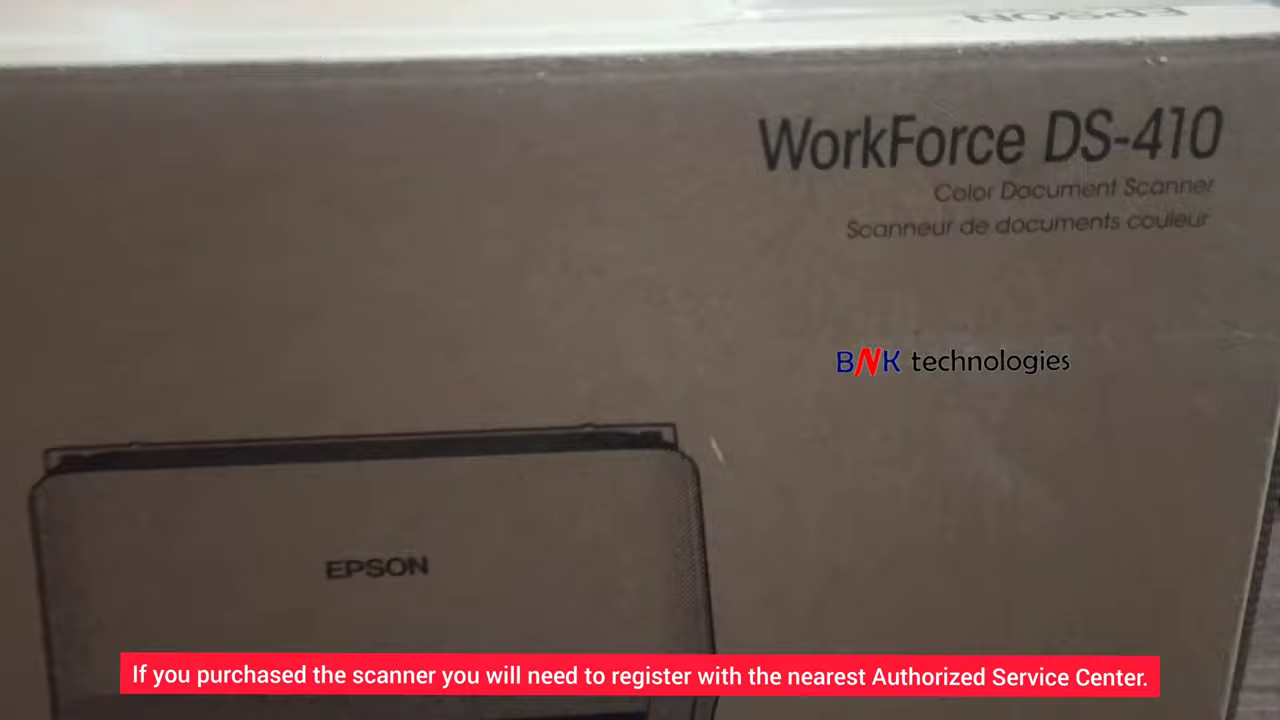 EPSON
WorkForce DS-410
Color Document Scanner
Scanneur de documents couleur
BNK technologies
EPSON
If you purchased the scanner you will need to register with the nearest Authorized Service Center.